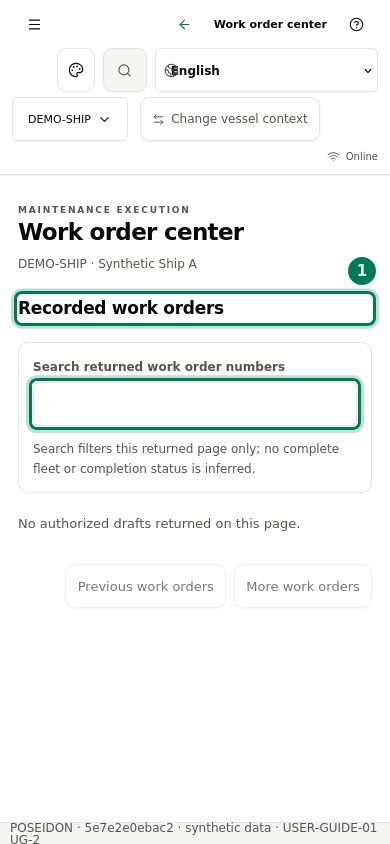 Work order center
English
DEMO-SHIP
Change vessel context
Online
MAINTENANCE EXECUTION
Work order center
DEMO-SHIP · Synthetic Ship A
1
Recorded work orders
Search returned work order numbers
Search filters this returned page only; no complete
fleet or completion status is inferred.
No authorized drafts returned on this page.
Previous work orders
More work orders
POSEIDON · 5e7e2e0ebac2 · synthetic data · USER-GUIDE-01
UG-2